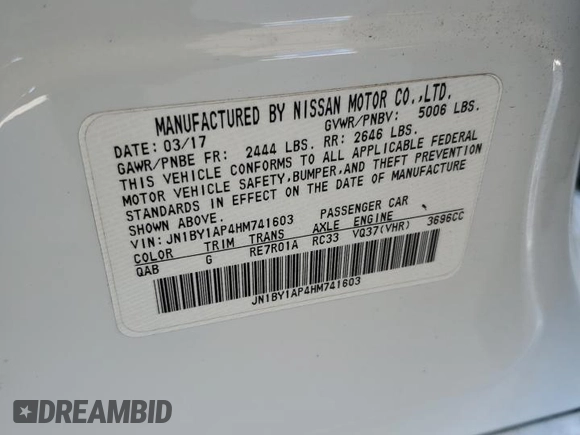 MANUFACTURED BY NISSAN MOTOR CO.,LTD.
DATE: 03/17 GVWR/PNBV: 5006 LBS.
GAWR/PNBE FR: 2444 LBS. RR: 2646 LBS.
THIS VEHICLE CONFORMS TO ALL APPLICABLE FEDERAL
MOTOR VEHICLE SAFETY,BUMPER,AND THEFT PREVENTION
STANDARDS IN EFFECT ON THE DATE OF MANUFACTURE
SHOWN ABOVE.
VIN: JN1BY1AP4HM741603 PASSENGER CAR
COLOR TRIM TRANS AXLE ENGINE
QAB G RE7R01A RC33 VQ37(VHR) 3696CC
JN1BY1AP4HM741603
DREAMBID